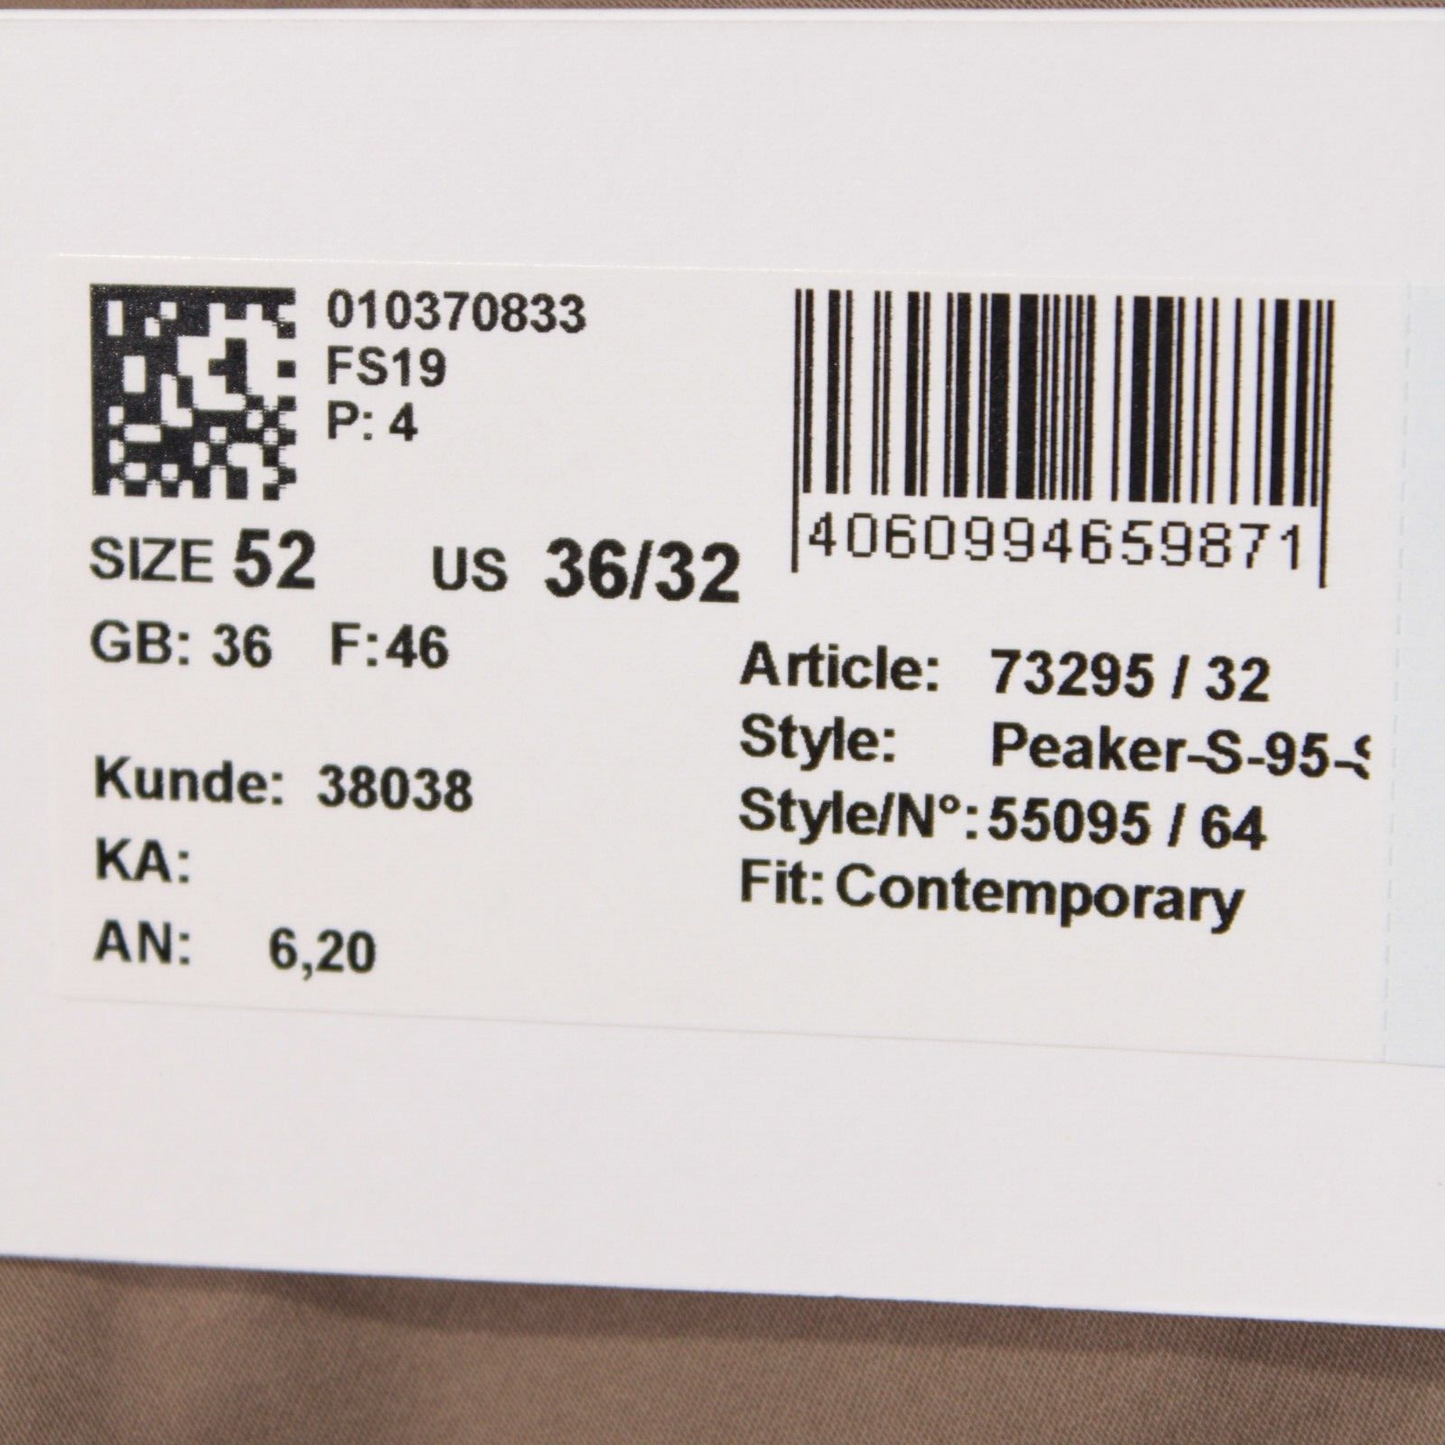 010370833
FS19
P: 4
4060994659871
SIZE 52 US 36/32
GB: 36 F:46
Article: 73295 / 32
Style: Peaker-S-95-
Style/N°: 55095 / 64
Fit: Contemporary
Kunde: 38038
KA:
AN: 6,20